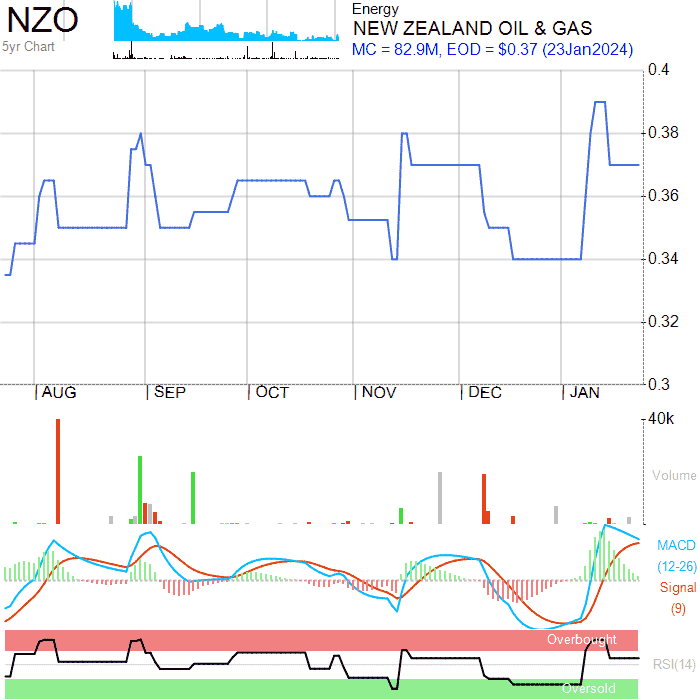 NZO
5yr Chart
Energy
NEW ZEALAND OIL & GAS
MC = 82.9M, EOD = $0.37 (23Jan2024)
0.4
0.38
0.36
0.34
0.32
0.3
AUG SEP OCT NOV DEC JAN
40k
Volume
MACD
(12-26)
Signal
(9)
Overbought
RSI(14)
Oversold